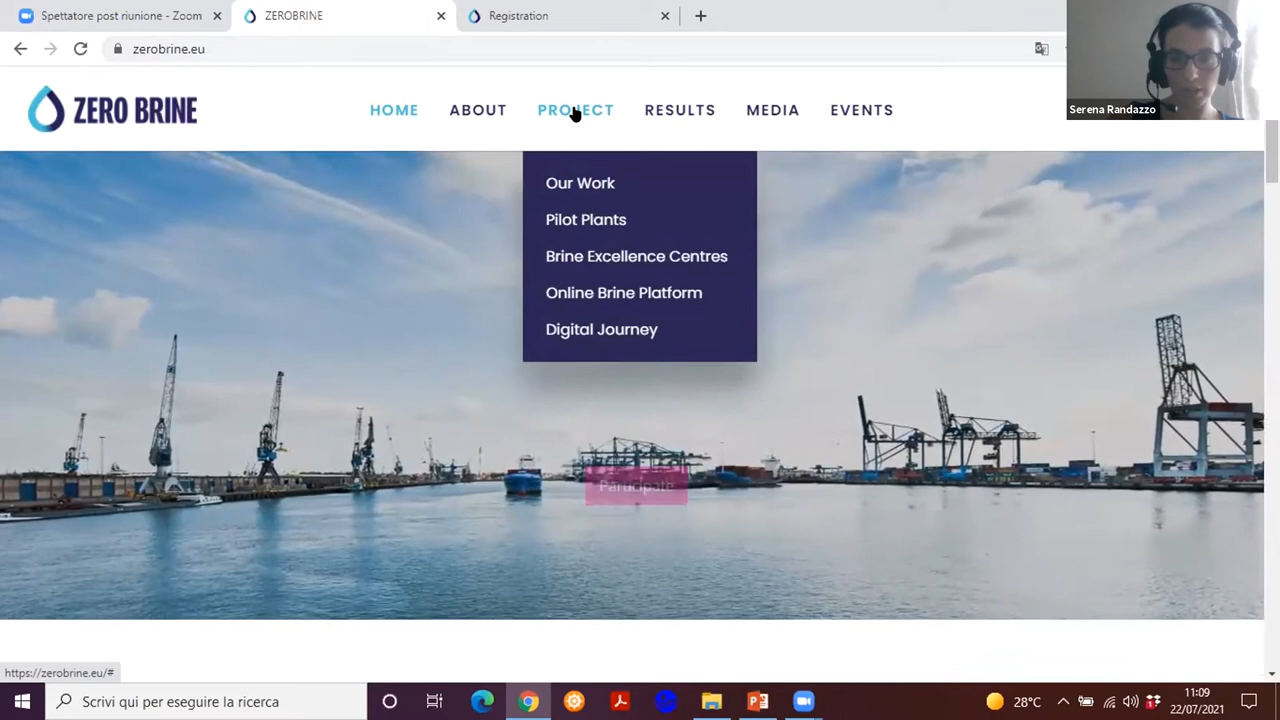 Spettatore post riunione - Zoom
ZEROBRINE
Registration
zerobrine.eu
ZERO BRINE
HOME
ABOUT
PROJECT
RESULTS
MEDIA
EVENTS
Serena Randazzo
Our Work
Pilot Plants
Brine Excellence Centres
Online Brine Platform
Digital Journey
Participate
https://zerobrine.eu/#
Scrivi qui per eseguire la ricerca
28°C
11:09
22/07/2021